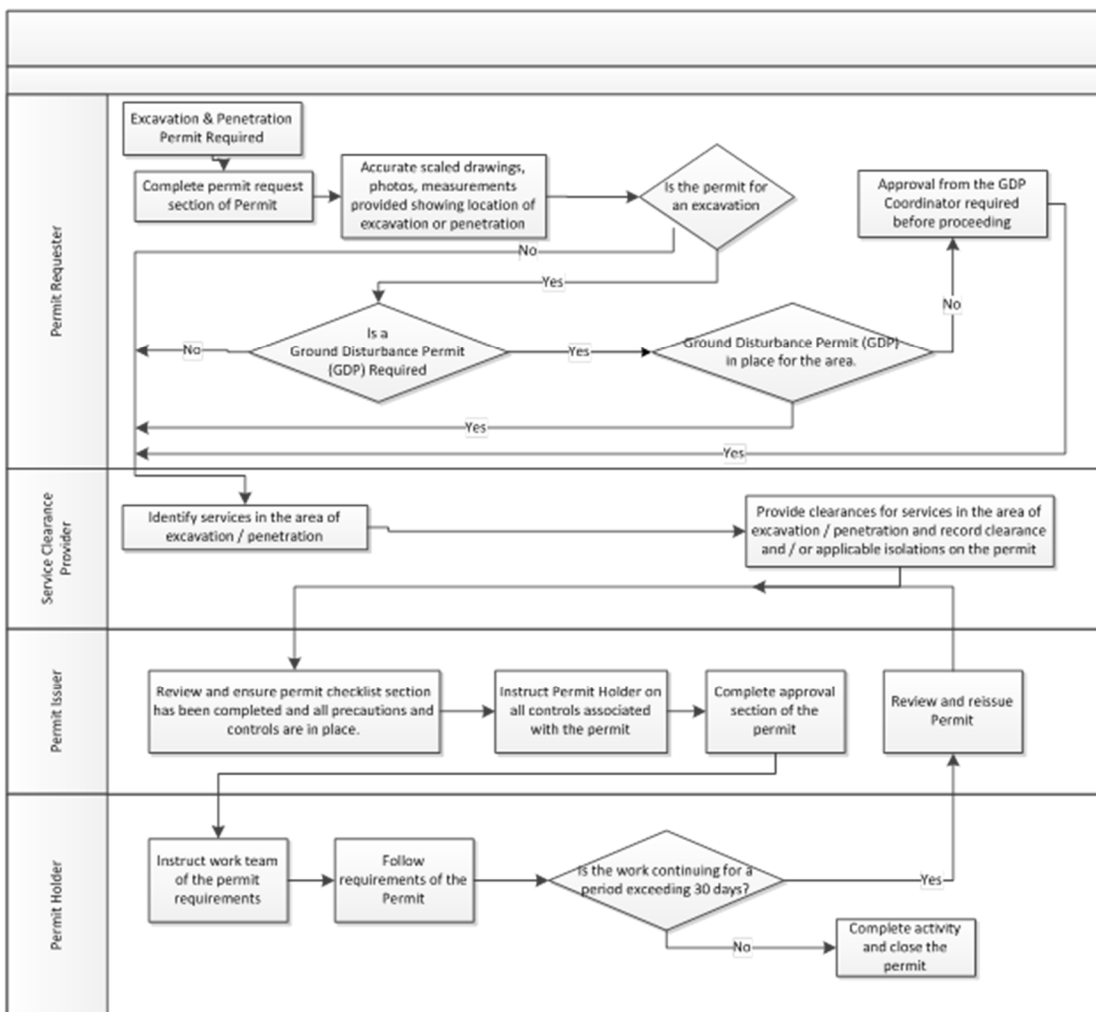 Permit Requester
Excavation & Penetration
Permit Required
Complete permit request
section of Permit
Accurate scaled drawings,
photos, measurements
provided showing location of
excavation or penetration
Is the permit for
an excavation
Approval from the GDP
Coordinator required
before proceeding
No
Yes
No
Is a
Ground Disturbance Permit
(GDP) Required
Yes
Ground Disturbance Permit (GDP)
in place for the area.
No
Yes
Yes
Service Clearance
Provider
Identify services in the area of
excavation / penetration
Provide clearances for services in the area of
excavation / penetration and record clearance
and / or applicable isolations on the permit
Permit Issuer
Review and ensure permit checklist section
has been completed and all precautions and
controls are in place.
Instruct Permit Holder on
all controls associated
with the permit
Complete approval
section of the
permit
Review and reissue
Permit
Permit Holder
Instruct work team
of the permit
requirements
Follow
requirements of the
Permit
Is the work continuing for a
period exceeding 30 days?
Yes
No
Complete activity
and close the
permit